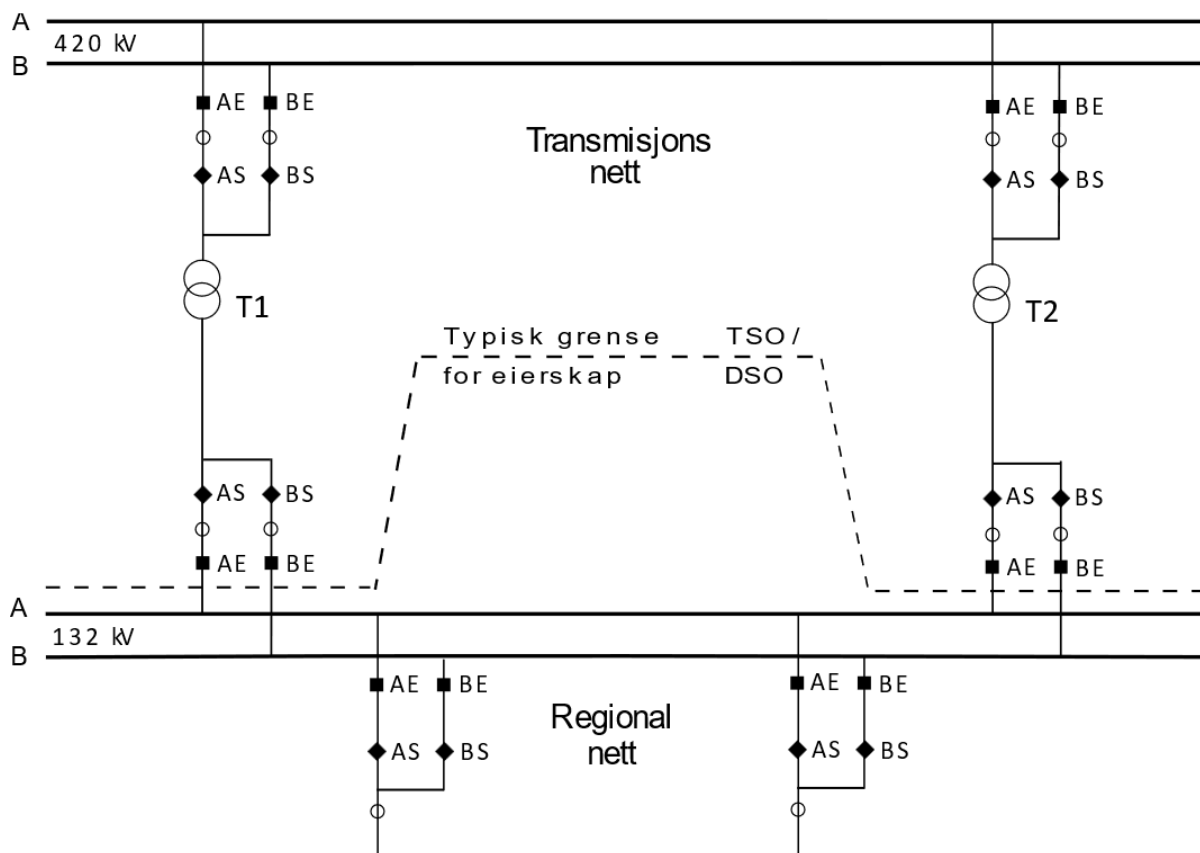 A
420 kV
B
AE BE AE BE
Transmisjons
nett
AS BS AS BS
T1 T2
Typisk grense TSO /
for eierskap DSO
AS BS AS BS
AE BE AE BE
A
132 kV
B
AE BE AE BE
Regional
nett
AS BS AS BS